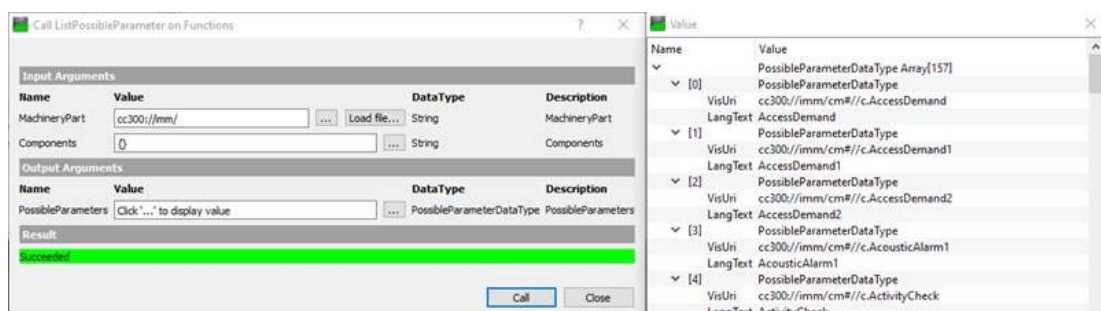 Call ListPossibleParameter on Functions
Input Arguments
Name Value DataType Description
MachineryPart cc300://imm/ ... Load file... String MachineryPart
Components {} ... String Components
Output Arguments
Name Value DataType Description
PossibleParameters Click '...' to display value ... PossibleParameterDataType PossibleParameters
Result
Succeeded
Call Close
Value
Name Value
PossibleParameterDataType Array[157]
[0] PossibleParameterDataType
VisUri cc300://imm/cm#//c.AccessDemand
LangText AccessDemand
[1] PossibleParameterDataType
VisUri cc300://imm/cm#//c.AccessDemand1
LangText AccessDemand1
[2] PossibleParameterDataType
VisUri cc300://imm/cm#//c.AccessDemand2
LangText AccessDemand2
[3] PossibleParameterDataType
VisUri cc300://imm/cm#//c.AcousticAlarm1
LangText AcousticAlarm1
[4] PossibleParameterDataType
VisUri cc300://imm/cm#//c.ActivityCheck
LangText ActivityCheck